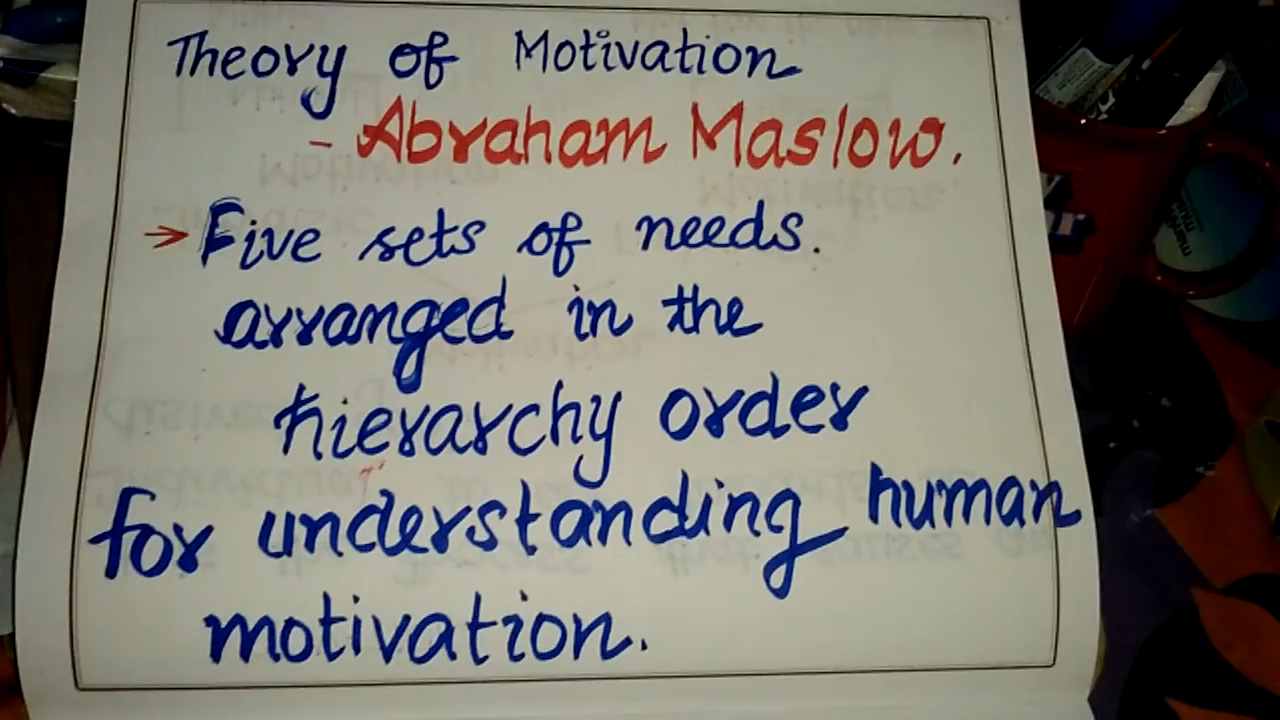 Theory of Motivation
- Abraham Maslow.
→ Five sets of needs.
arranged in the
hierarchy order
for understanding human
motivation.